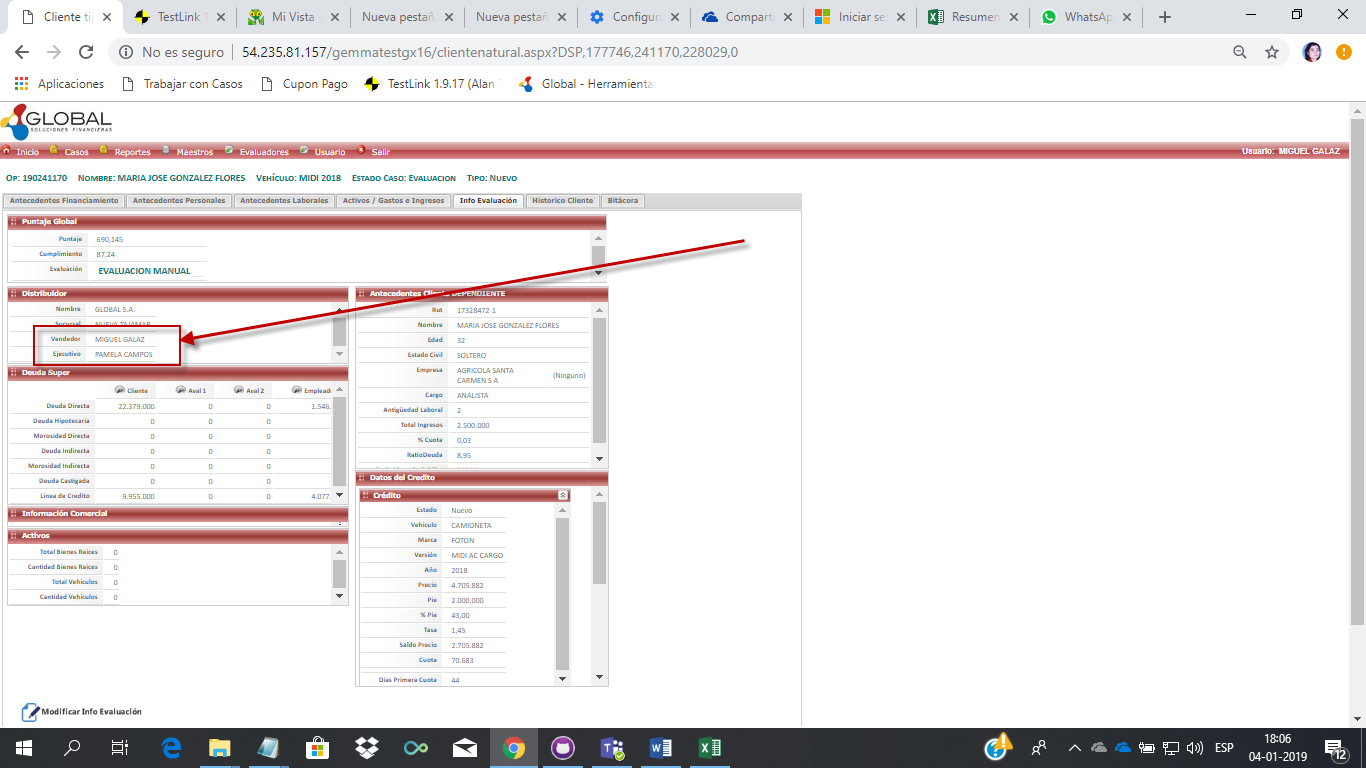 Cliente ti
TestLink 1
Mi Vista -
Nueva pestañ
Nueva pestañ
Configura
Compart
Iniciar se
Resumen
WhatsAp
No es seguro | 54.235.81.157/gemmatestgx16/clientenatural.aspx?DSP,177746,241170,228029,0
Aplicaciones
Trabajar con Casos
Cupon Pago
TestLink 1.9.17 (Alan
Global - Herramienta
GLOBAL
SOLUCIONES FINANCIERAS
Inicio Casos Reportes Maestros Evaluadores Usuario Salir
Usuario: MIGUEL GALAZ
OP: 190241170 NOMBRE: MARIA JOSE GONZALEZ FLORES VEHÍCULO: MIDI 2018 ESTADO CASO: EVALUACION TIPO: NUEVO
Antecedentes Financiamiento
Antecedentes Personales
Antecedentes Laborales
Activos / Gastos e Ingresos
Info Evaluación
Historico Cliente
Bitácora
Puntaje Global
Puntaje 690,145
Cumplimiento 87,24
Evaluación EVALUACION MANUAL
Distribuidor
Nombre GLOBAL S.A.
Sucursal NUEVA TAJAMAR
Vendedor MIGUEL GALAZ
Ejecutivo PAMELA CAMPOS
Deuda Super
Cliente Aval 1 Aval 2 Emplead
Deuda Directa 22.379.000 0 0 1.546.
Deuda Hipotecaria 0 0 0
Morosidad Directa 0 0 0
Deuda Indirecta 0 0 0
Morosidad Indirecta 0 0 0
Deuda Castigada 0 0 0
Linea de Credito 9.955.000 0 0 4.077.
Información Comercial
Activos
Total Bienes Raices 0
Cantidad Bienes Raices 0
Total Vehículos 0
Cantidad Vehículos 0
Antecedentes Cliente DEPENDIENTE
Rut 17328472-1
Nombre MARIA JOSE GONZALEZ FLORES
Edad 32
Estado Civil SOLTERO
Empresa AGRICOLA SANTA
CARMEN S A (Ninguno)
Cargo ANALISTA
Antigüedad Laboral 2
Total Ingresos 2.500.000
% Cuota 0,03
RatioDeuda 8,95
Datos del Credito
Crédito
Estado Nuevo
Vehículo CAMIONETA
Marca FOTON
Versión MIDI AC CARGO
Año 2018
Precio 4.705.882
Pie 2.000.000
% Pie 43,00
Tasa 1,45
Saldo Precio 2.705.882
Cuota 70.683
Días Primera Cuota 44
Modificar Info Evaluación
ESP
18:06
04-01-2019
12